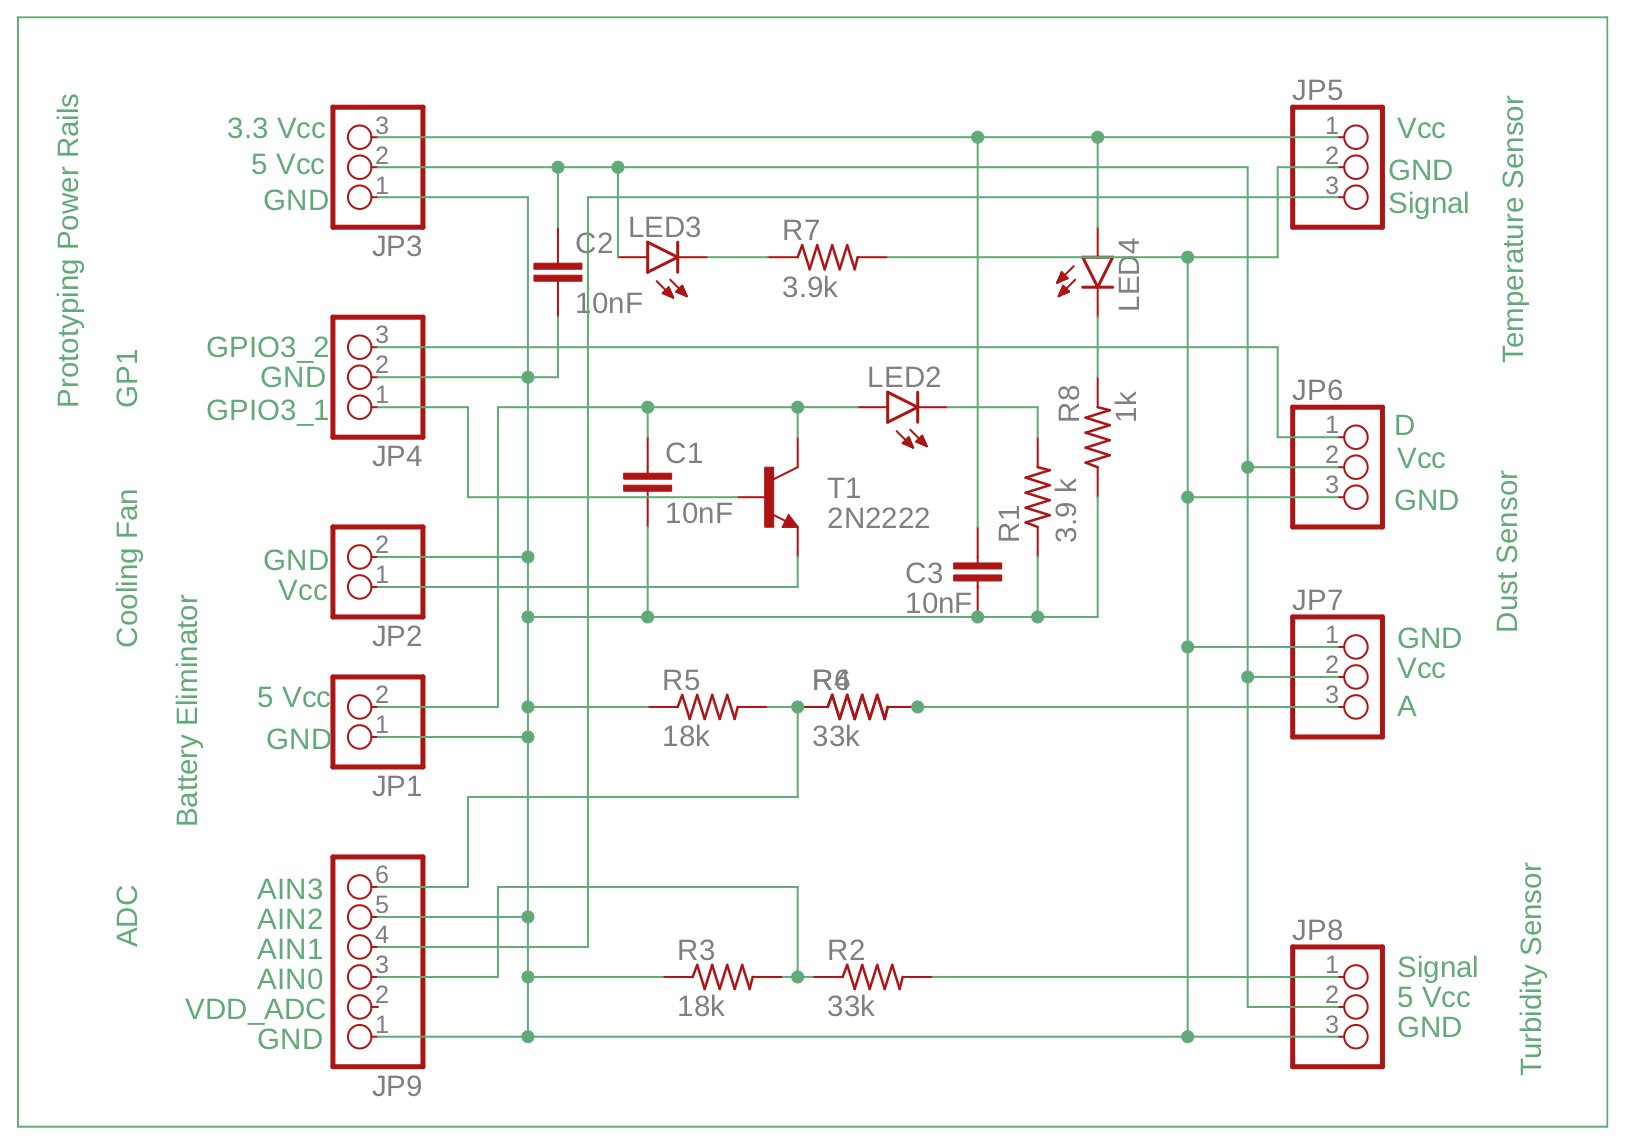 Prototyping Power Rails
3.3 Vcc
5 Vcc
GND
3
2
1
JP3
GP1
GPIO3_2
GND
GPIO3_1
3
2
1
JP4
Cooling Fan
GND
Vcc
2
1
JP2
Battery Eliminator
5 Vcc
GND
2
1
JP1
ADC
AIN3
AIN2
AIN1
AIN0
VDD_ADC
GND
6
5
4
3
2
1
JP9
C2
10nF
LED3
R7
3.9k
LED4
LED2
R8
1k
C1
10nF
T1
2N2222
R1
3.9 k
C3
10nF
R5
18k
33k
R3
18k
R2
33k
JP5
1
2
3
Vcc
GND
Signal
Temperature Sensor
JP6
1
2
3
D
Vcc
GND
Dust Sensor
JP7
1
2
3
GND
Vcc
A
JP8
1
2
3
Signal
5 Vcc
GND
Turbidity Sensor